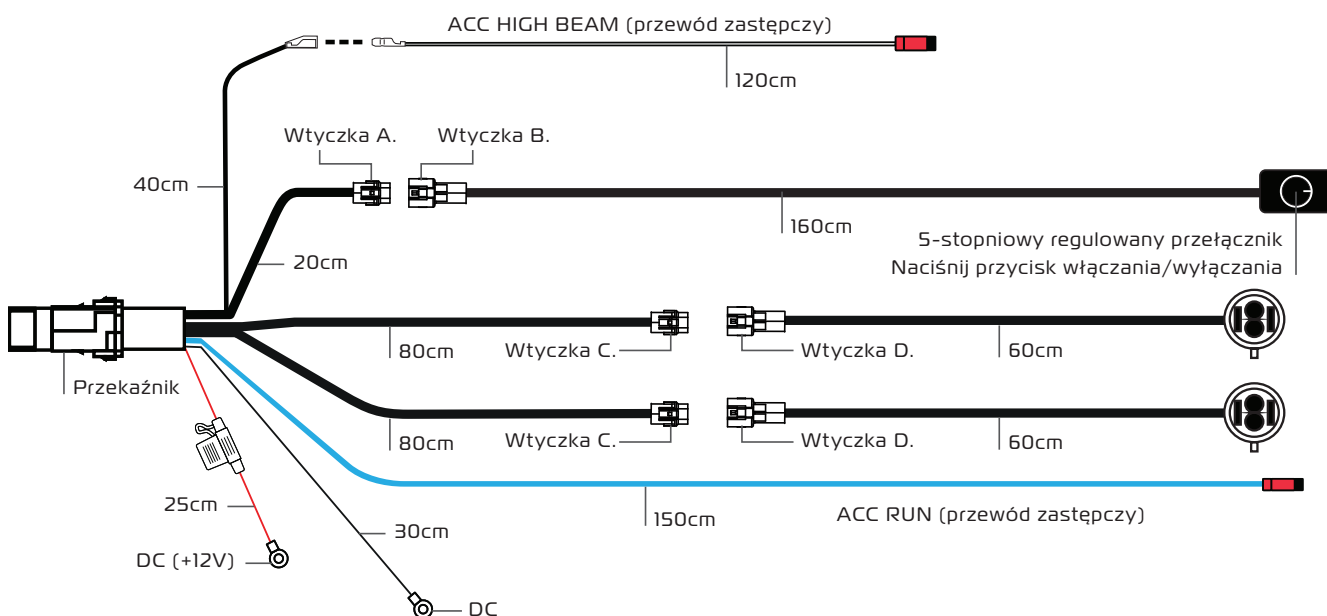 ACC HIGH BEAM (przewód zastępczy)
120cm
Wtyczka A.
Wtyczka B.
40cm
160cm
5-stopniowy regulowany przełącznik
Naciśnij przycisk włączania/wyłączania
20cm
80cm
Wtyczka C.
Wtyczka D.
60cm
Przekaźnik
80cm
Wtyczka C.
Wtyczka D.
60cm
25cm
150cm
ACC RUN (przewód zastępczy)
30cm
DC (+12V)
DC